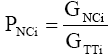 P_NCi = G_NCi / G_TTi